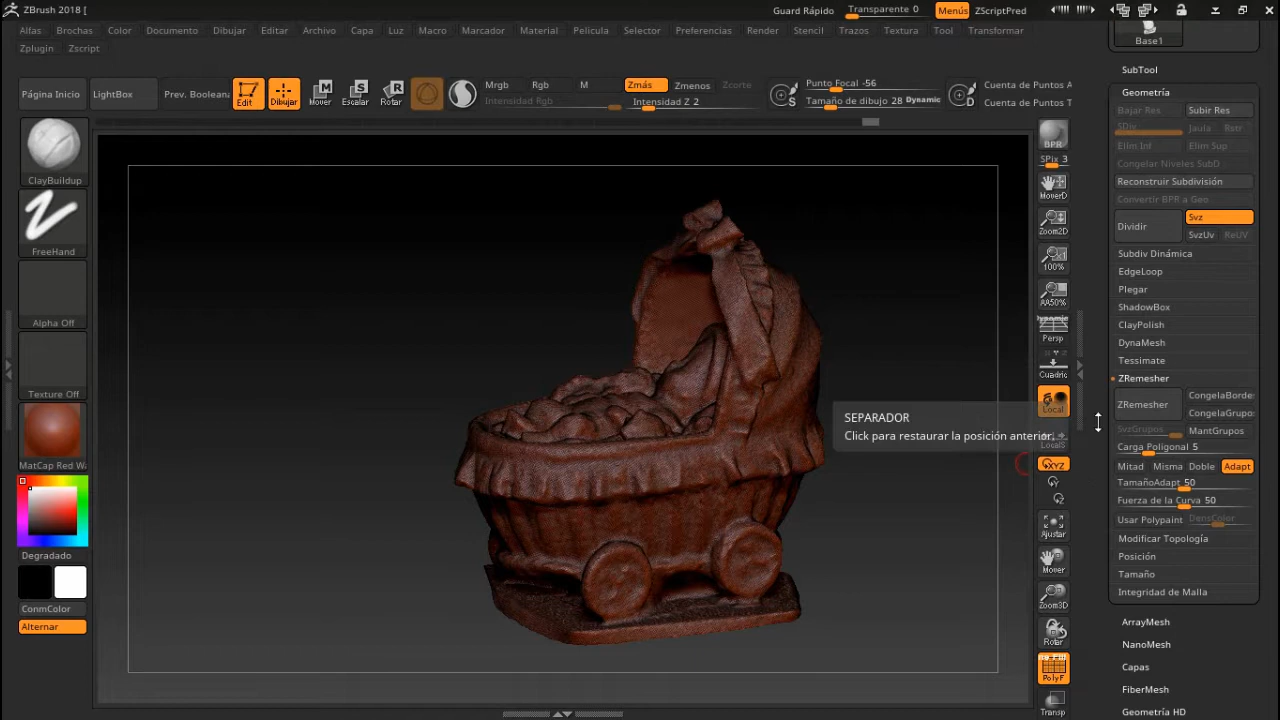 ZBrush 2018 [
Guard Rápido
Transparente 0
Menús
ZScriptPred
Alfas
Brochas
Color
Documento
Dibujar
Editar
Archivo
Capa
Luz
Macro
Marcador
Material
Película
Selector
Preferencias
Render
Stencil
Trazos
Textura
Tool
Transformar
Zplugin
Zscript
Página Inicio
LightBox
Prev. Booleana
Edit
Dibujar
Mover
Escalar
Rotar
Mrgb
Rgb
M
Intensidad Rgb
Zmás
Zmenos
Zcorte
Intensidad Z 2
Punto Focal -56
Tamaño de dibujo 28 Dynamic
Cuenta de Puntos A
Cuenta de Puntos T
ClayBuildup
FreeHand
Alpha Off
Texture Off
MatCap Red Wa
Degradado
ConmColor
Alternar
BPR
SPix 3
MoverD
Zoom2D
100%
AA50%
Dynamic
Persp
Cuadríc
Local
LocalS
XYZ
Ajustar
Mover
Zoom3D
Rotar
PolyF
Transp
SEPARADOR
Click para restaurar la posición anterior.
Base1
SubTool
Geometría
Bajar Res
Subir Res
SDiv
Jaula
Rstr
Elim Inf
Elim Sup
Congelar Niveles SubD
Reconstruir Subdivisión
Convertir BPR a Geo
Dividir
Svz
SvzUv
ReUV
Subdiv Dinámica
EdgeLoop
Plegar
ShadowBox
ClayPolish
DynaMesh
Tessimate
ZRemesher
ZRemesher
CongelaBorde
CongelaGrupo
SvzGrupos
MantGrupos
Carga Poligonal 5
Mitad
Misma
Doble
Adapt
TamañoAdapt 50
Fuerza de la Curva 50
Usar Polypaint
DensColor
Modificar Topología
Posición
Tamaño
Integridad de Malla
ArrayMesh
NanoMesh
Capas
FiberMesh
Geometría HD